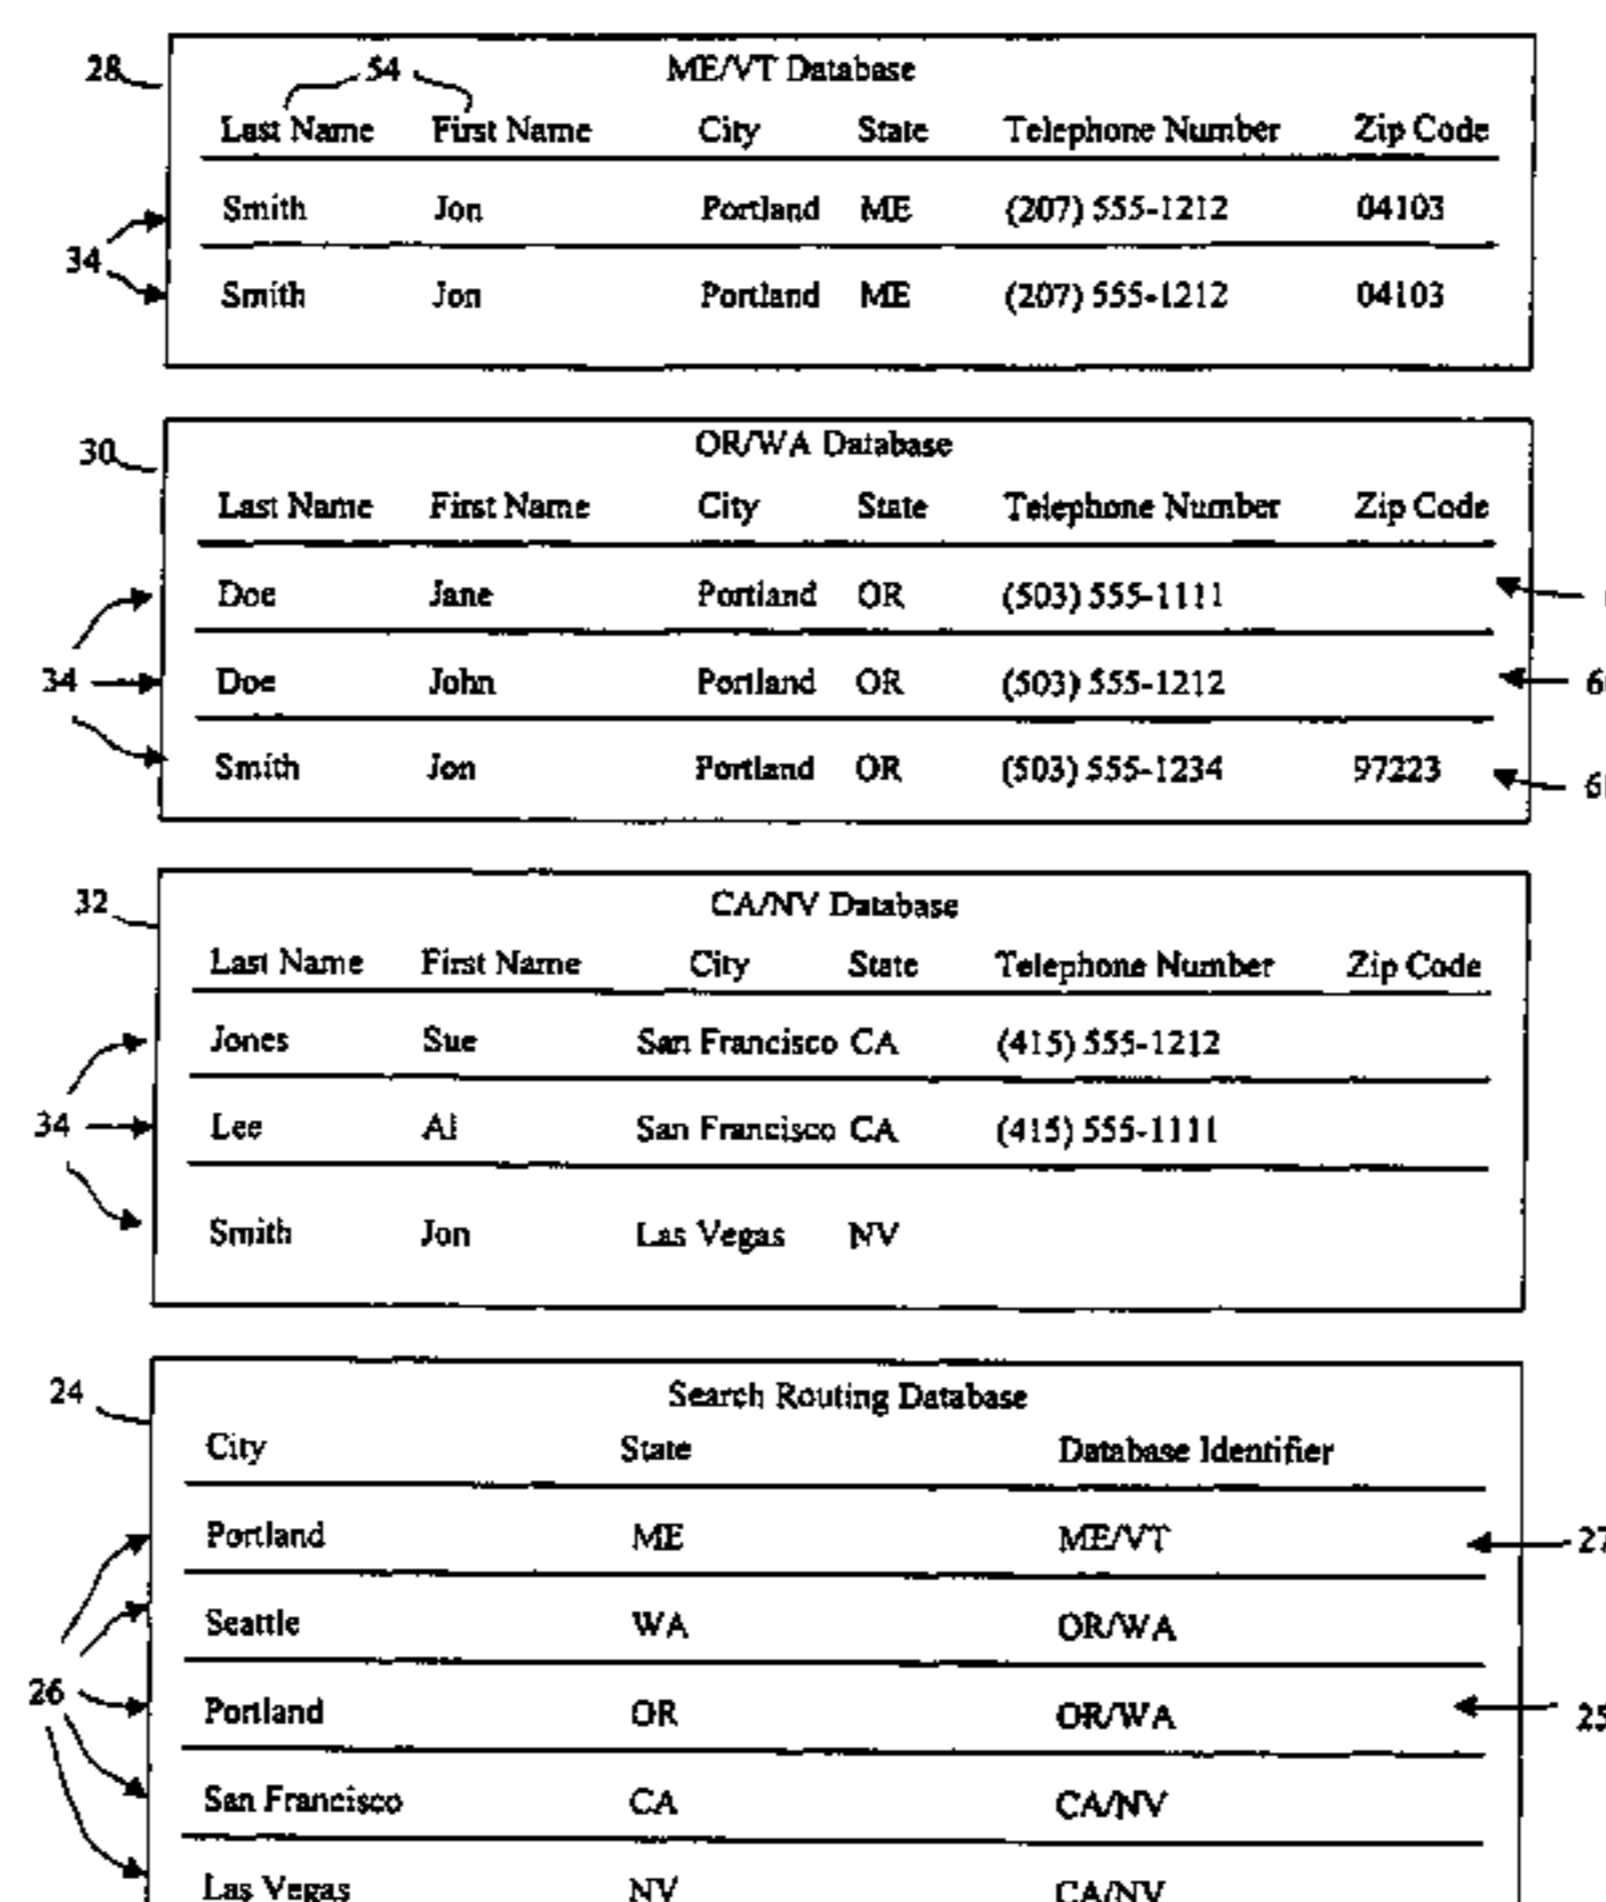 28 54 ME/VT Database
Last Name First Name City State Telephone Number Zip Code
Smith Jon Portland ME (207) 555-1212 04103
34
Smith Jon Portland ME (207) 555-1212 04103
30 OR/WA Database
Last Name First Name City State Telephone Number Zip Code
Doe Jane Portland OR (503) 555-1111
34 Doe John Portland OR (503) 555-1212
Smith Jon Portland OR (503) 555-1234 97223
32 CA/NV Database
Last Name First Name City State Telephone Number Zip Code
Jones Sue San Francisco CA (415) 555-1212
34 Lee Al San Francisco CA (415) 555-1111
Smith Jon Las Vegas NV
24 Search Routing Database
City State Database Identifier
Portland ME ME/VT 27
Seattle WA OR/WA
26
Portland OR OR/WA 25
San Francisco CA CA/NV
Las Vegas NV CA/NV